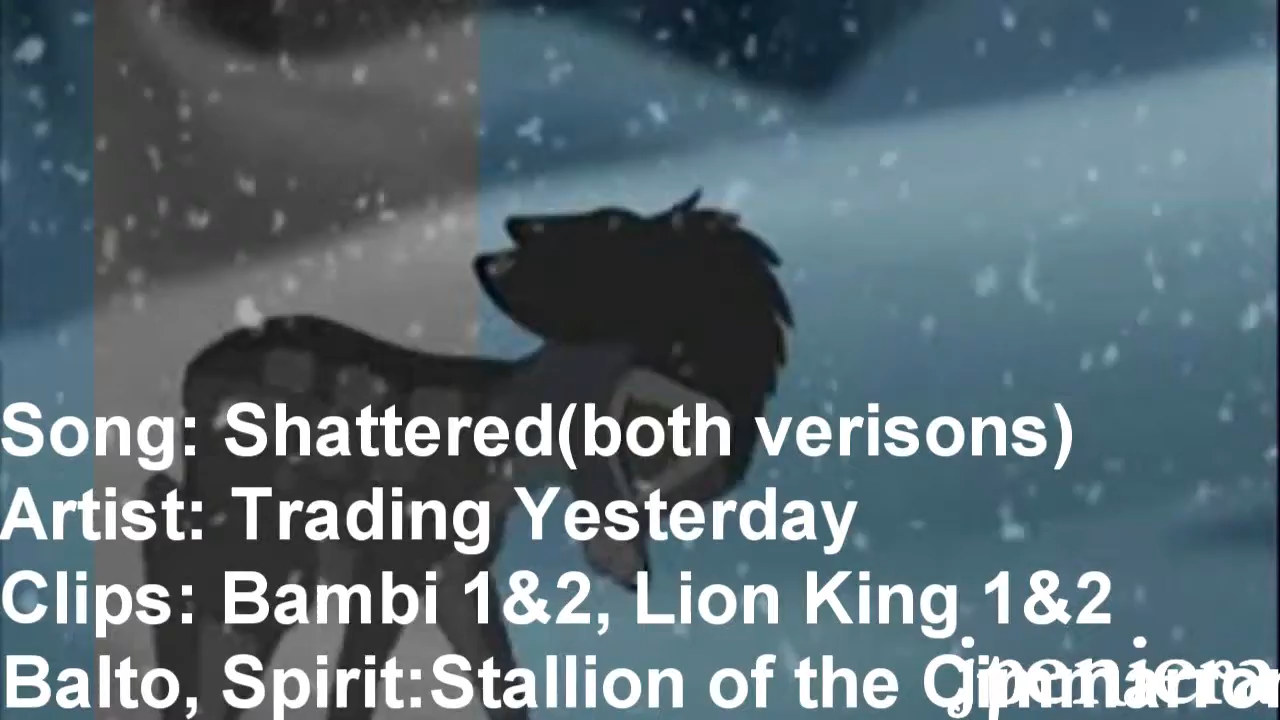 Song: Shattered(both verisons)
Artist: Trading Yesterday
Clips: Bambi 1&2, Lion King 1&2
Balto, Spirit:Stallion of the